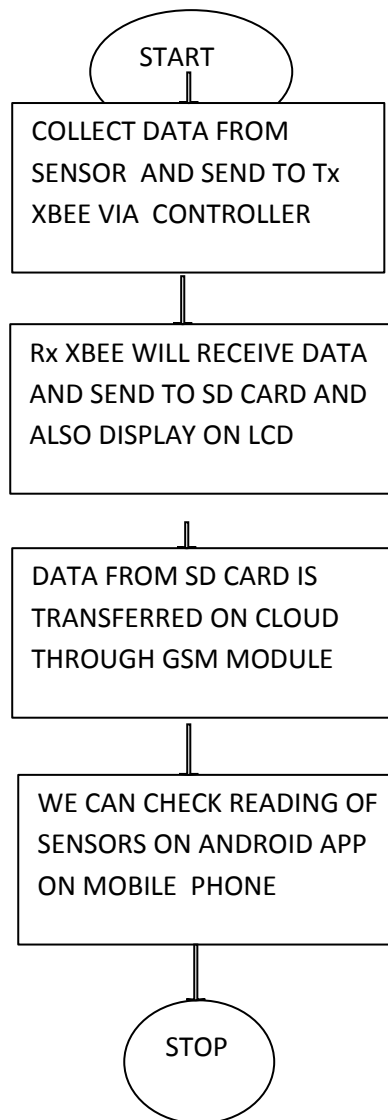 START
COLLECT DATA FROM
SENSOR AND SEND TO Tx
XBEE VIA CONTROLLER
Rx XBEE WILL RECEIVE DATA
AND SEND TO SD CARD AND
ALSO DISPLAY ON LCD
DATA FROM SD CARD IS
TRANSFERRED ON CLOUD
THROUGH GSM MODULE
WE CAN CHECK READING OF
SENSORS ON ANDROID APP
ON MOBILE PHONE
STOP